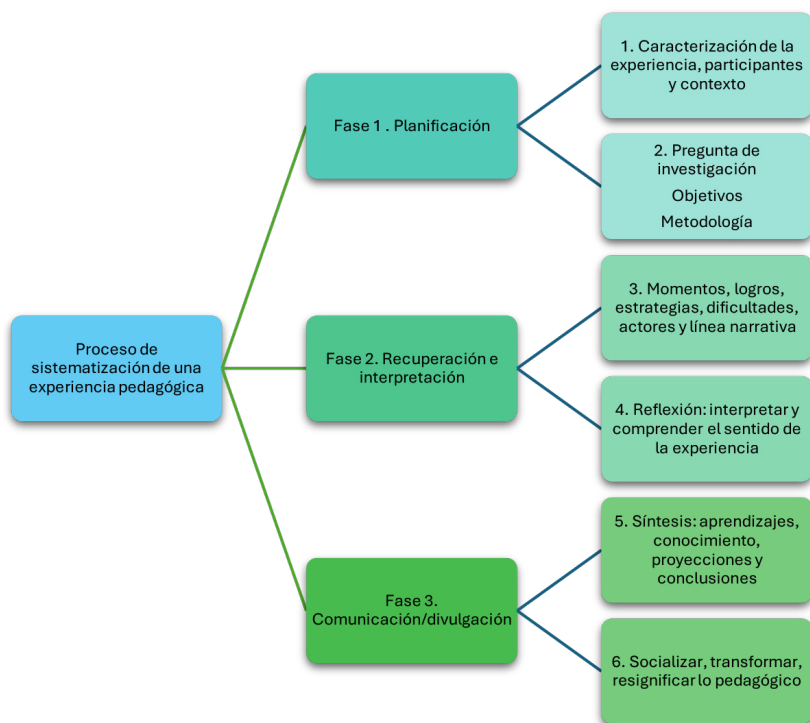 Proceso de
sistematización de una
experiencia pedagógica
Fase 1 . Planificación
1. Caracterización de la
experiencia, participantes
y contexto
2. Pregunta de
investigación
Objetivos
Metodología
Fase 2. Recuperación e
interpretación
3. Momentos, logros,
estrategias, dificultades,
actores y línea narrativa
4. Reflexión: interpretar y
comprender el sentido de
la experiencia
Fase 3.
Comunicación/divulgación
5. Síntesis: aprendizajes,
conocimiento,
proyecciones y
conclusiones
6. Socializar, transformar,
resignificar lo pedagógico